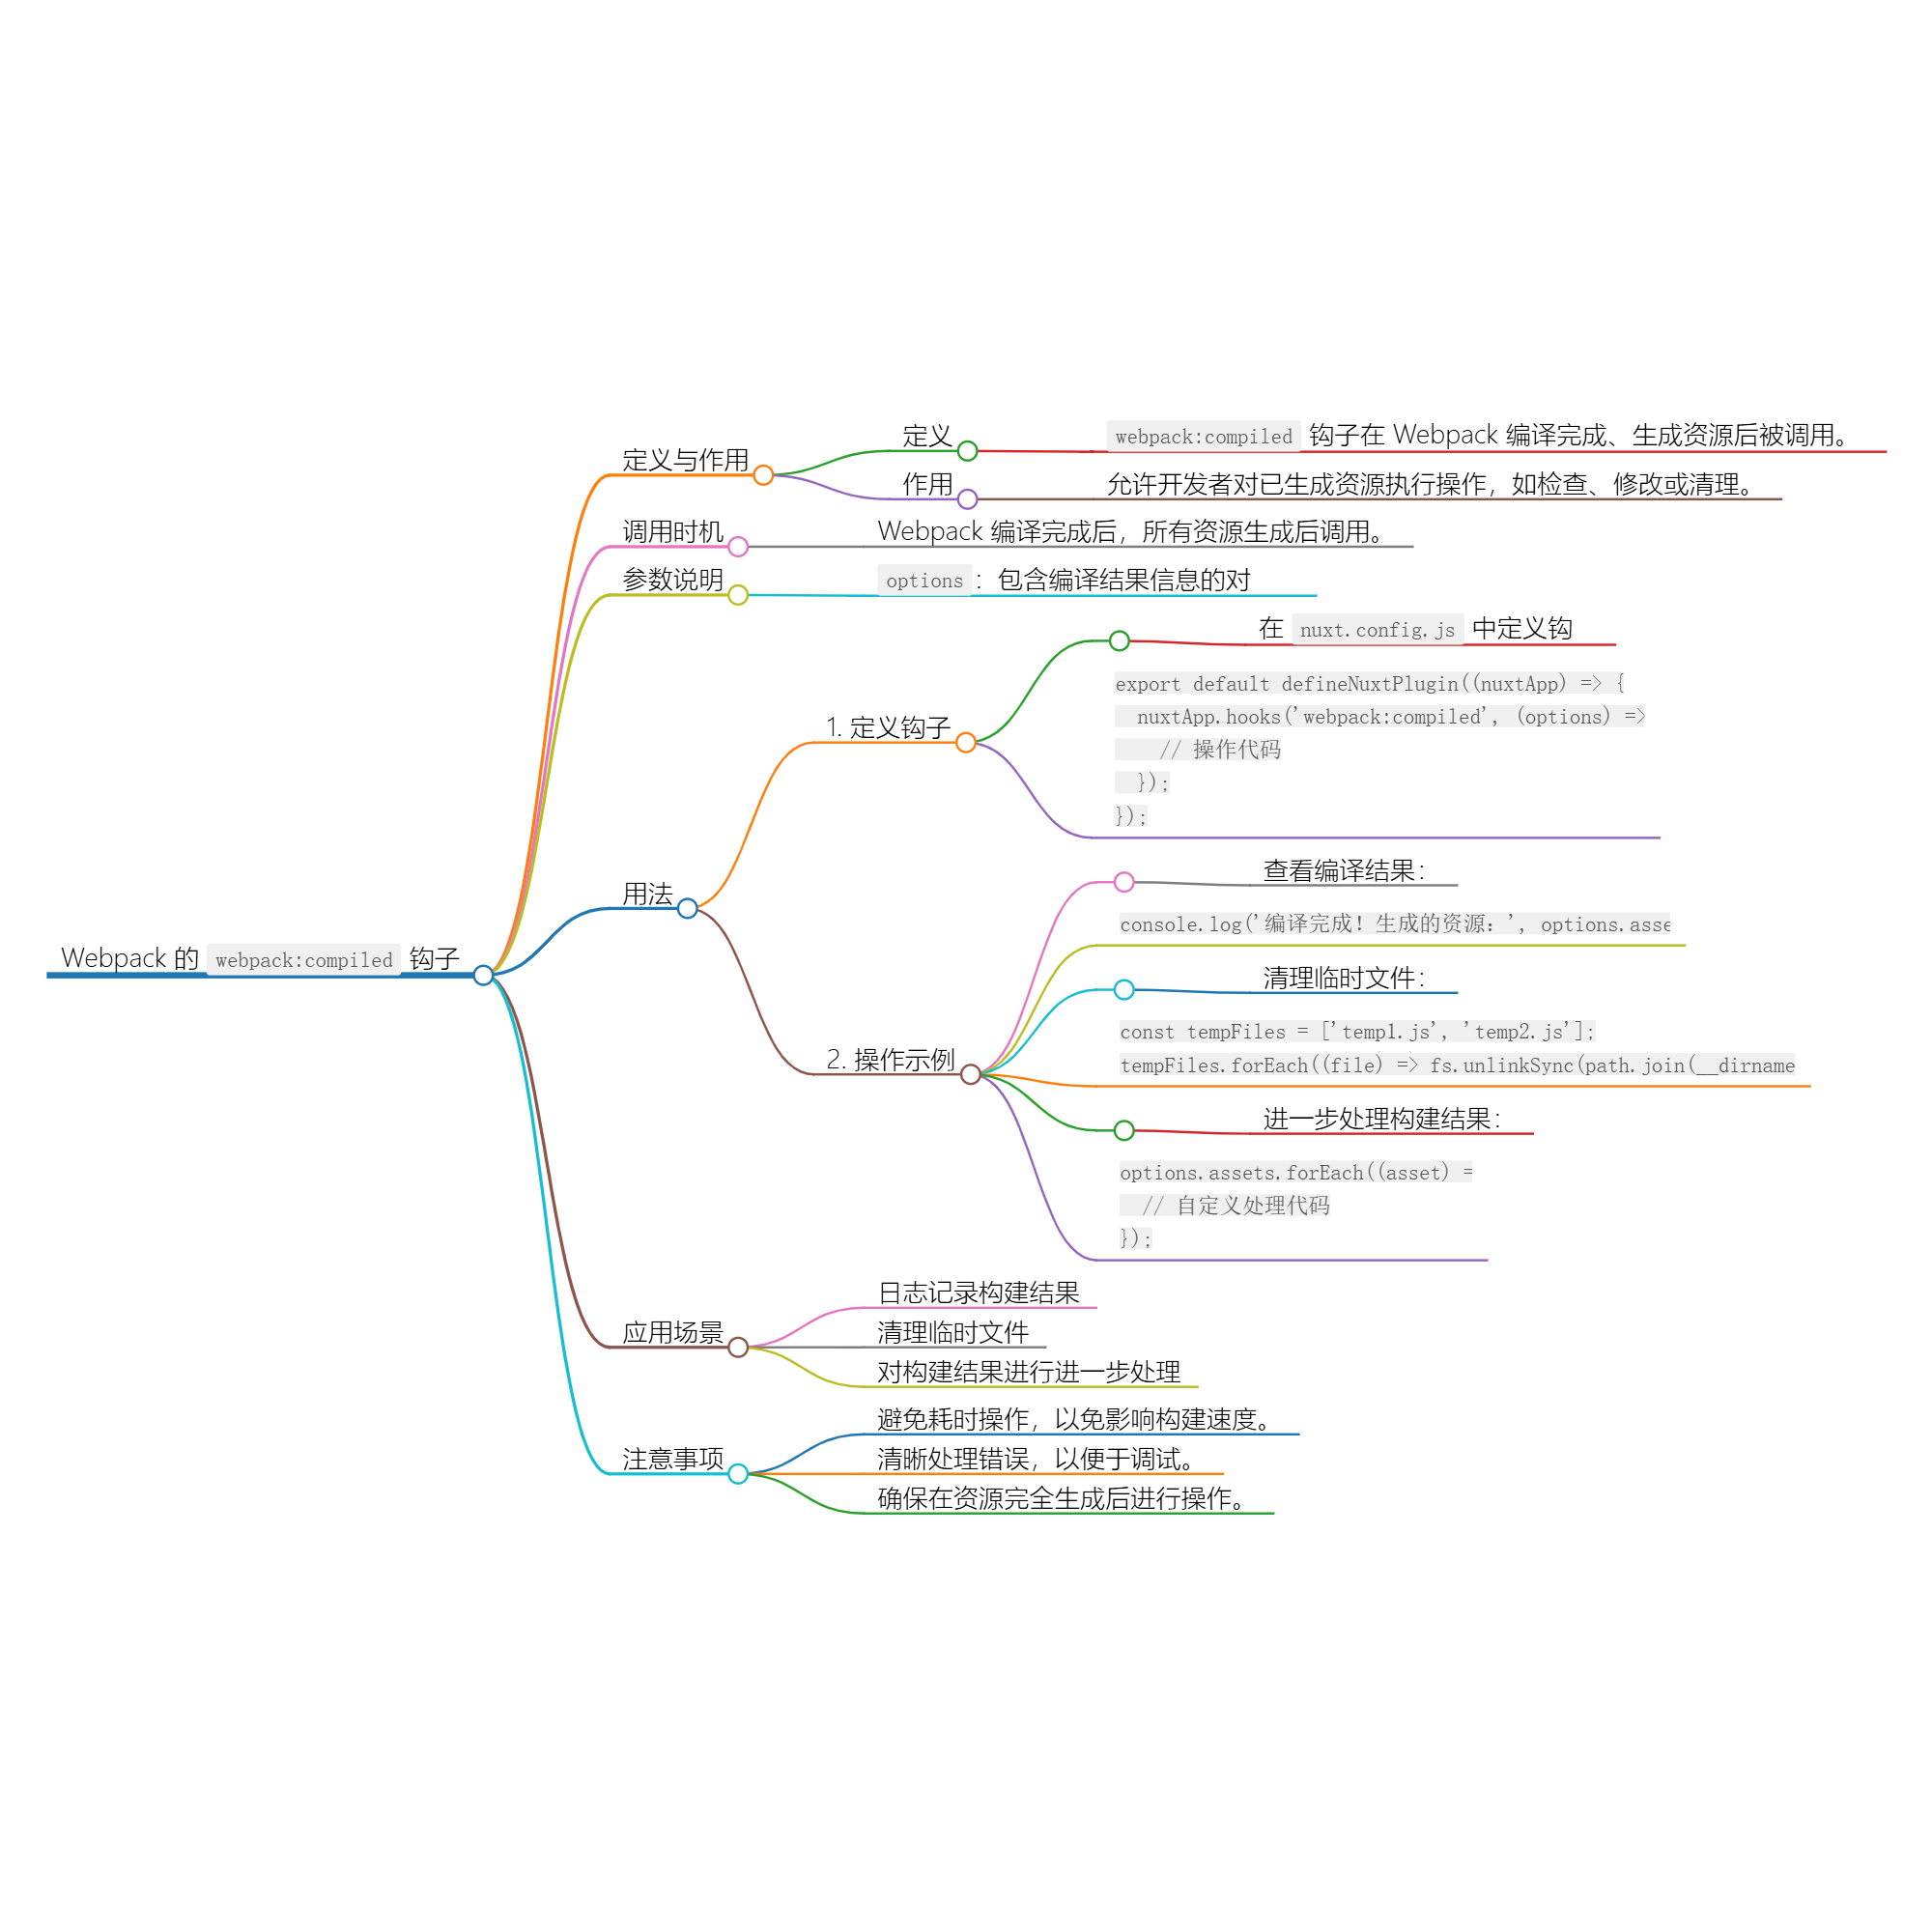 Webpack 的 webpack:compiled 钩子
定义与作用
定义
webpack:compiled 钩子在 Webpack 编译完成、生成资源后被调用。
作用
允许开发者对已生成资源执行操作，如检查、修改或清理。
调用时机
Webpack 编译完成后，所有资源生成后调用。
参数说明
options：包含编译结果信息的对
用法
1. 定义钩子
在 nuxt.config.js 中定义钩
export default defineNuxtPlugin((nuxtApp) => {
  nuxtApp.hooks('webpack:compiled', (options) =>
    // 操作代码
  });
});
2. 操作示例
查看编译结果：
console.log('编译完成！生成的资源：', options.asse
清理临时文件：
const tempFiles = ['temp1.js', 'temp2.js'];
tempFiles.forEach((file) => fs.unlinkSync(path.join(__dirname
进一步处理构建结果：
options.assets.forEach((asset) =
  // 自定义处理代码
});
应用场景
日志记录构建结果
清理临时文件
对构建结果进行进一步处理
注意事项
避免耗时操作，以免影响构建速度。
清晰处理错误，以便于调试。
确保在资源完全生成后进行操作。